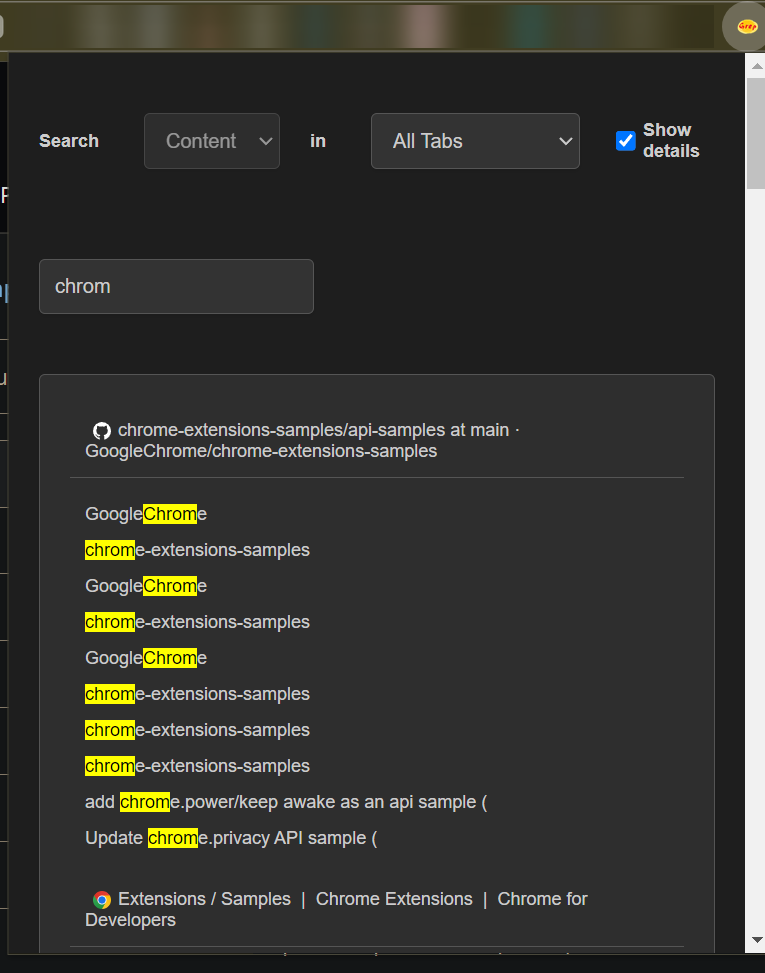 Grep
Search Content in All Tabs Show
details
chrom
chrome-extensions-samples/api-samples at main ·
GoogleChrome/chrome-extensions-samples
GoogleChrome
chrome-extensions-samples
GoogleChrome
chrome-extensions-samples
GoogleChrome
chrome-extensions-samples
chrome-extensions-samples
chrome-extensions-samples
add chrome.power/keep awake as an api sample (
Update chrome.privacy API sample (
Extensions / Samples | Chrome Extensions | Chrome for
Developers